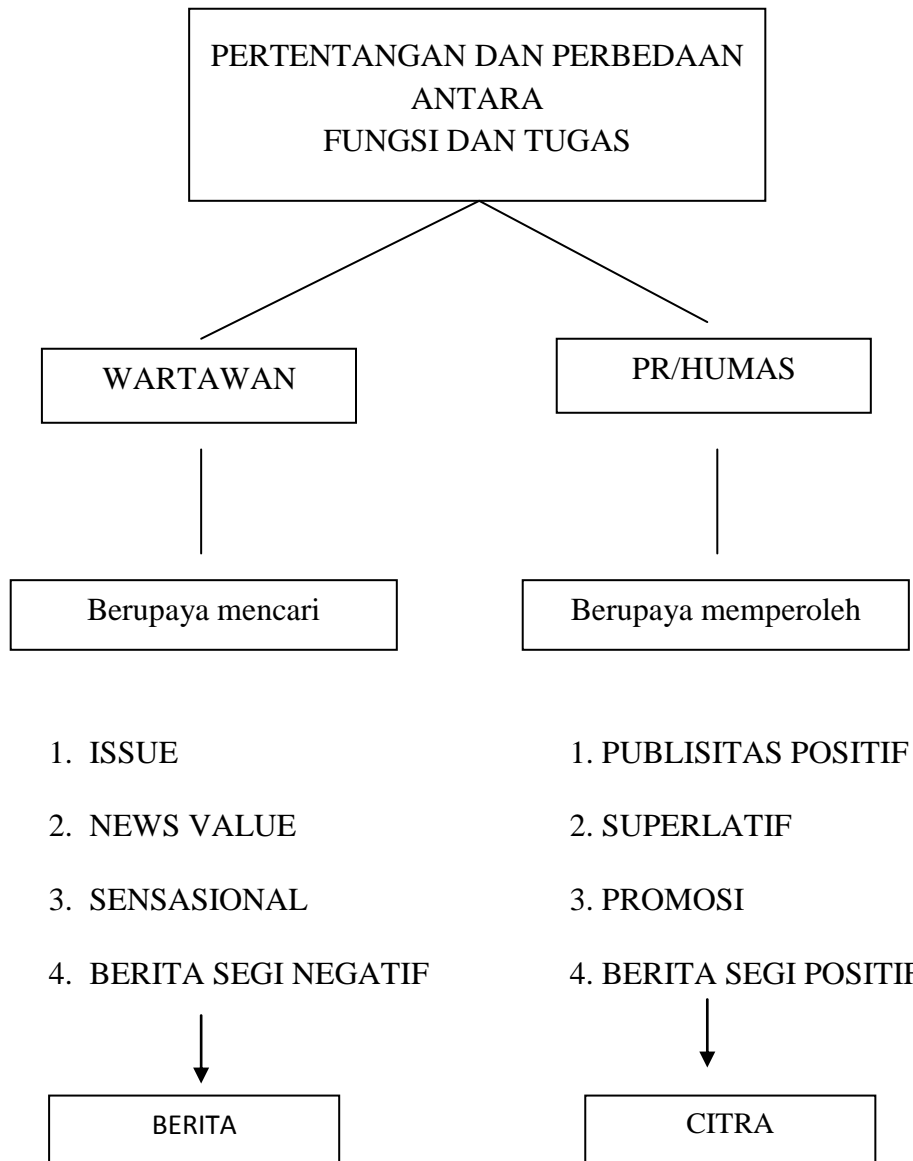 PERTENTANGAN DAN PERBEDAAN
ANTARA
FUNGSI DAN TUGAS
WARTAWAN
PR/HUMAS
Berupaya mencari
Berupaya memperoleh
1. ISSUE
2. NEWS VALUE
3. SENSASIONAL
4. BERITA SEGI NEGATIF
1. PUBLISITAS POSITIF
2. SUPERLATIF
3. PROMOSI
4. BERITA SEGI POSITIF
BERITA
CITRA